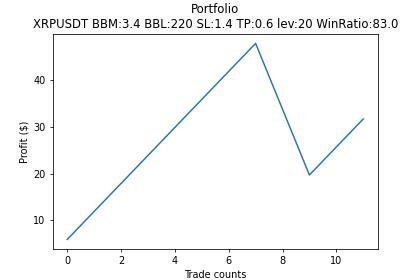 Portfolio
XRPUSDT BBM:3.4 BBL:220 SL:1.4 TP:0.6 lev:20 WinRatio:83.0
40
30
20
10
Profit ($)
0 2 4 6 8 10
Trade counts